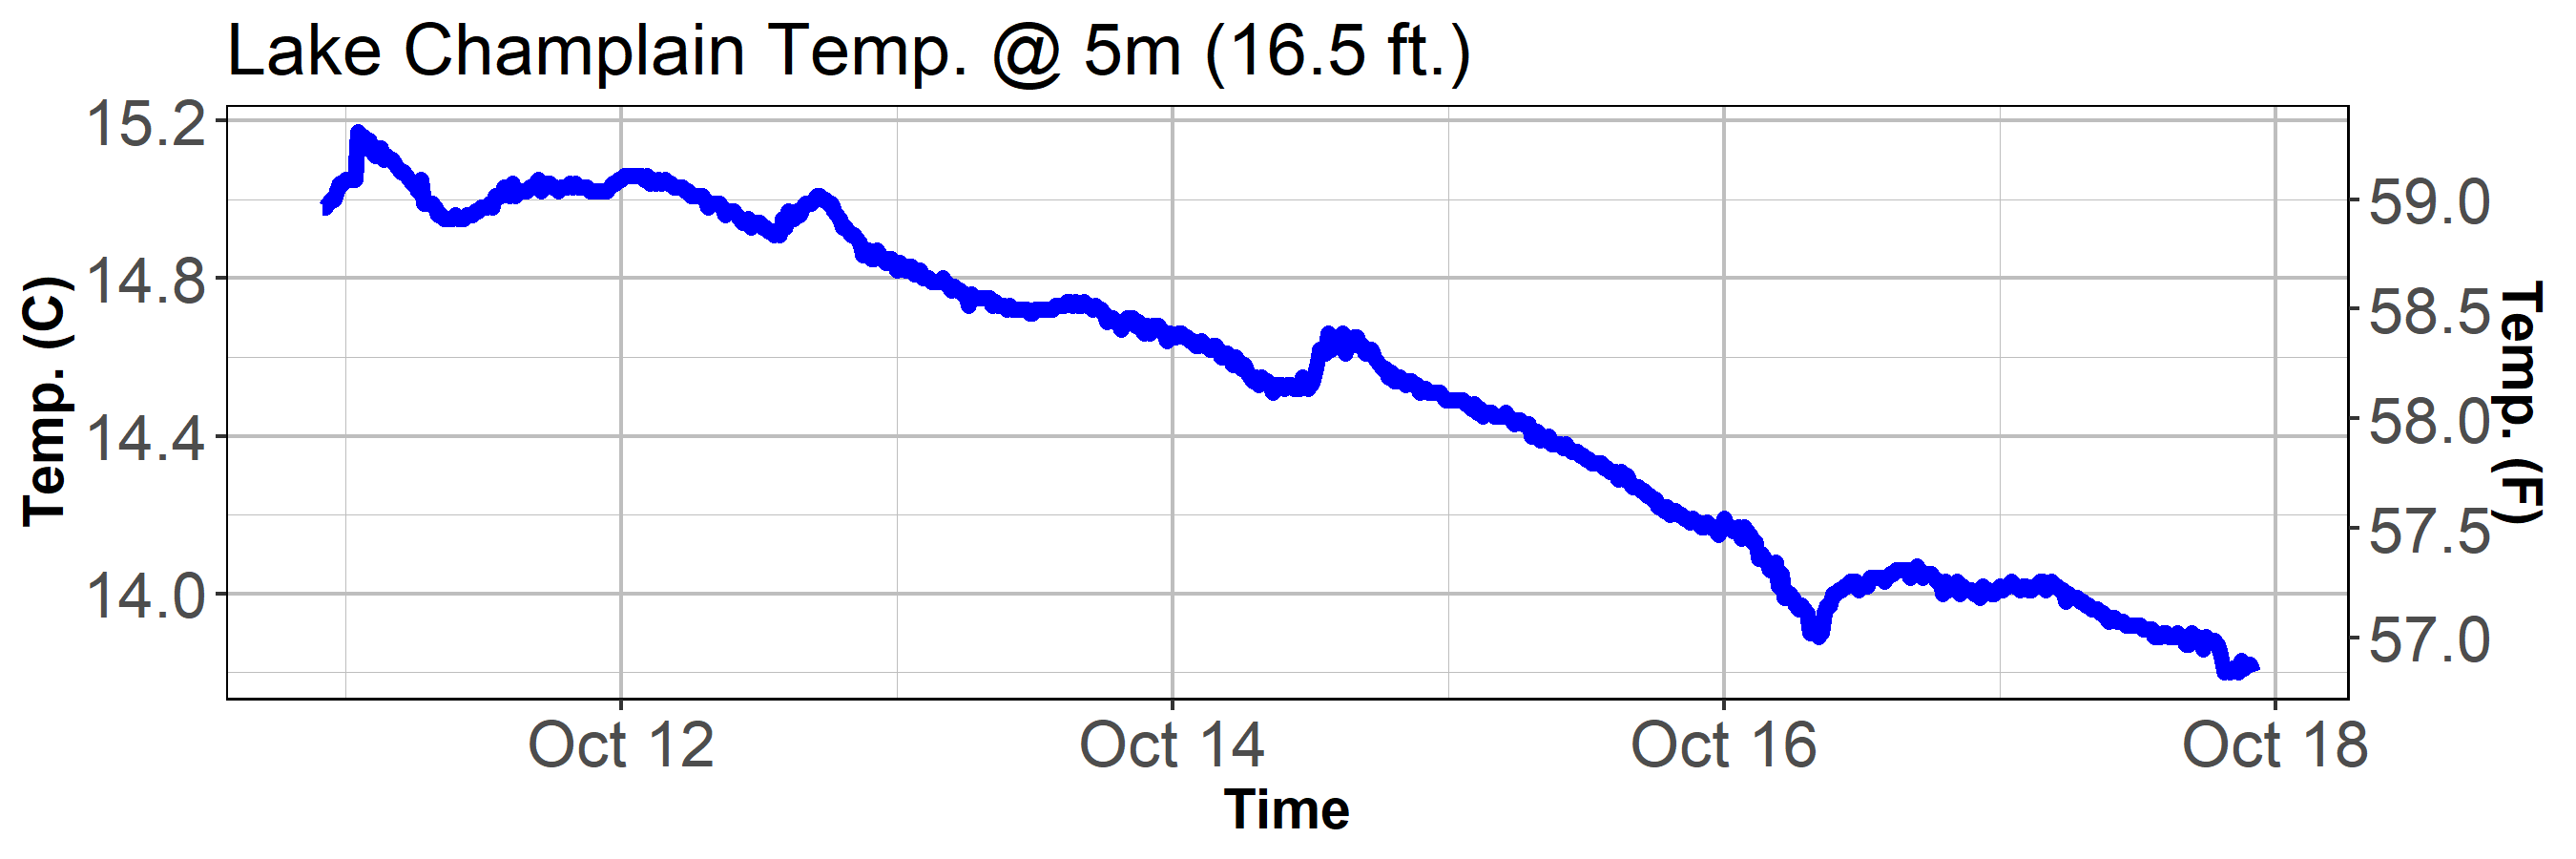 Lake Champlain Temp. @ 5m (16.5 ft.)
15.2
14.8
14.4
14.0
Temp. (C)
59.0
58.5
58.0
57.5
57.0
Temp. (F)
Oct 12 Oct 14 Oct 16 Oct 18
Time